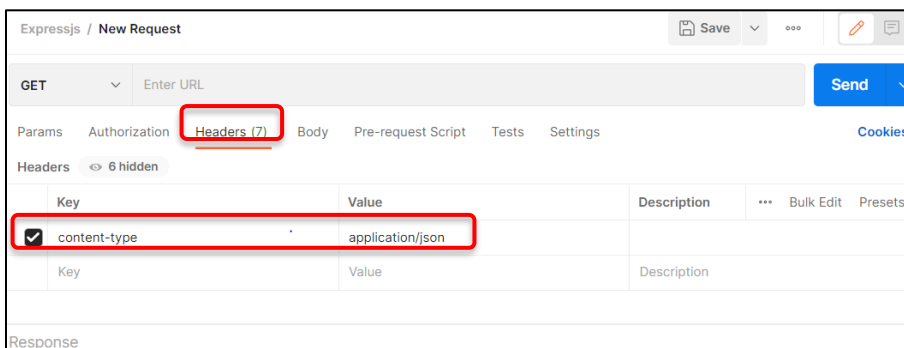 Expressjs / New Request Save ooo
GET Enter URL Send
Params Authorization Headers (7) Body Pre-request Script Tests Settings Cookies
Headers 6 hidden
Key Value Description ••• Bulk Edit Presets
content-type application/json
Key Value Description
Response